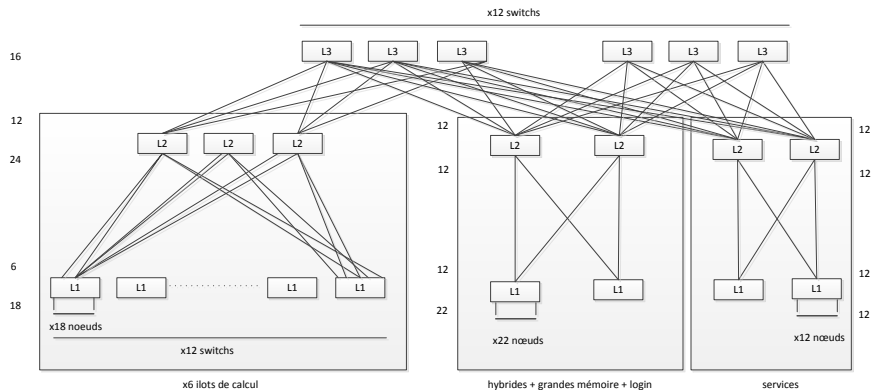 x12 switchs
L3 L3 L3 L3 L3 L3
16
12 12 12
L2 L2 L2 L2 L2 L2 L2
24 12 12
6 12 12
L1 L1 L1 L1 L1 L1 L1 L1
18 22 12
x18 noeuds x22 nœuds x12 nœuds
x12 switchs
x6 ilots de calcul hybrides + grandes mémoire + login services